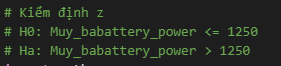 # Kiểm định z
# H0: Muy_babattery_power <= 1250
# Ha: Muy_babattery_power > 1250